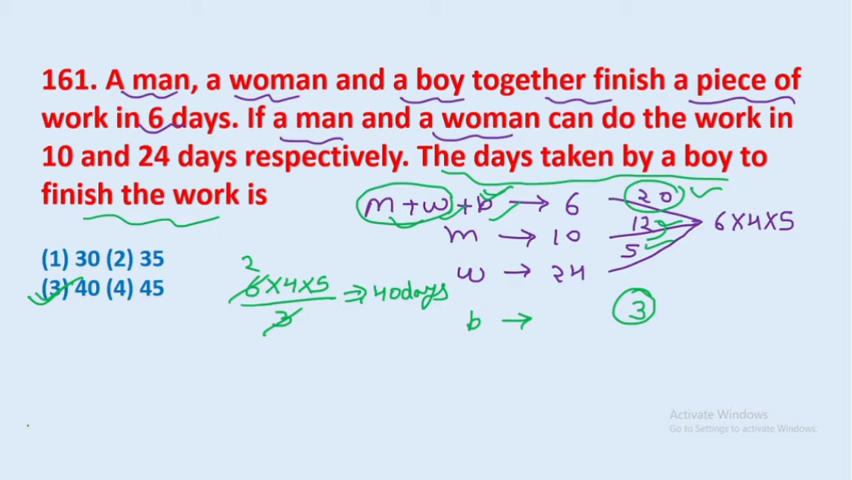 161. A man, a woman and a boy together finish a piece of
work in 6 days. If a man and a woman can do the work in
10 and 24 days respectively. The days taken by a boy to
finish the work is
m + w + b → 6 20
m → 10 12 6×4×5
w → 24 5
(1) 30 (2) 35
(3) 40 (4) 45
2
6×4×5 ⇒ 40days
3
b → 3
Activate Windows
Go to Settings to activate Windows.